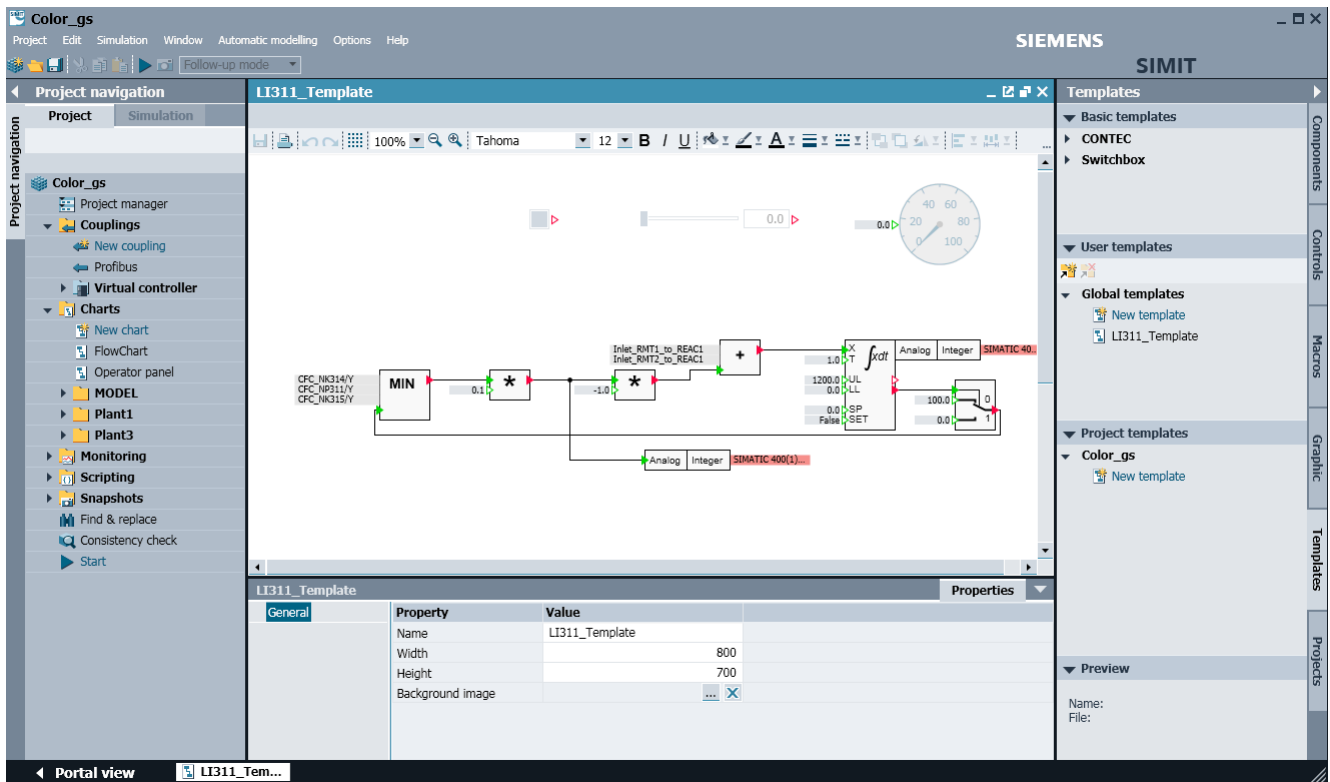 Color_gs
Project Edit Simulation Window Automatic modelling Options Help
SIEMENS
SIMIT
Follow-up mode
Project navigation
Project Simulation
Project navigation
Color_gs
Project manager
Couplings
New coupling
Profibus
Virtual controller
Charts
New chart
FlowChart
Operator panel
MODEL
Plant1
Plant3
Monitoring
Scripting
Snapshots
Find & replace
Consistency check
Start
LI311_Template
100% Tahoma 12 B I U A ...
0.0
0.0
0 20 40 60 80 100
Inlet_RMT1_to_REAC1
Inlet_RMT2_to_REAC1
+
CFC_NK314/Y
CFC_NP311/Y
CFC_NK315/Y
MIN
0.1 *
-1.0 *
X
1.0 T
∫xdt
1200.0 UL
0.0 LL
0.0 SP
False SET
Analog Integer SIMATIC 40..
100.0 0
0.0 1
Analog Integer SIMATIC 400(1)...
LI311_Template Properties
General
Property Value
Name LI311_Template
Width 800
Height 700
Background image ...
Templates
Basic templates
CONTEC
Switchbox
User templates
Global templates
New template
LI311_Template
Project templates
Color_gs
New template
Preview
Name:
File:
Components
Controls
Macros
Graphic
Templates
Projects
Portal view LI311_Tem...